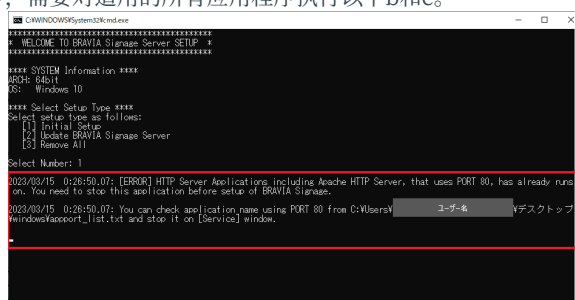 ，需要对适用的所有应用程序执行以下b和c。
C:¥WINDOWS¥System32¥cmd.exe
*****************************************
*  WELCOME TO BRAVIA Signage Server SETUP  *
*****************************************
**** SYSTEM Information ****
ARCH: 64bit
OS:   Windows 10
**** Select Setup Type ****
Select setup type as follows:
[1] Initial Setup
[2] Update BRAVIA Signage Server
[3] Remove All
Select Number: 1
2023/03/15  0:26:50.07: [ERROR] HTTP Server Applications including Apache HTTP Server, that uses PORT 80, has already runs
on. You need to stop this application before setup of BRAVIA Signage.
2023/03/15  0:26:50.07: You can check application name using PORT 80 from C:¥Users¥ ユーザー名 ¥デスクトップ
¥windows¥appport_list.txt and stop it on [Service] window.